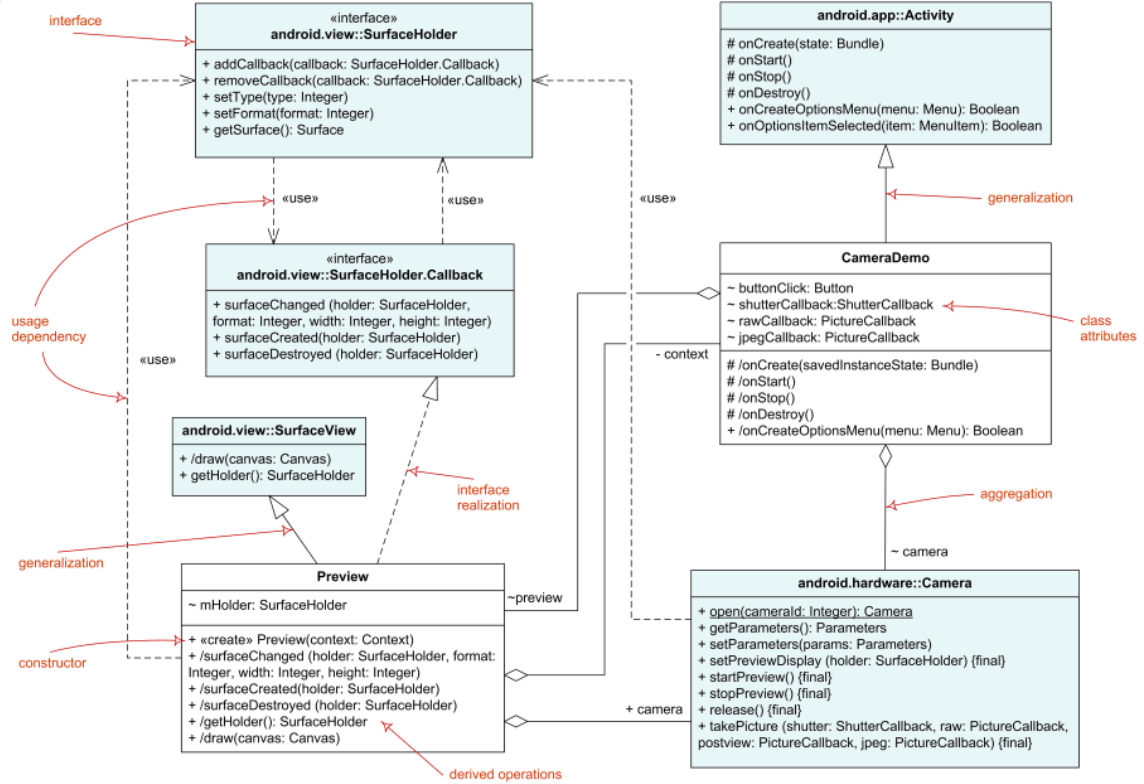 interface
«interface»
android.view::SurfaceHolder
+ addCallback(callback: SurfaceHolder.Callback)
+ removeCallback(callback: SurfaceHolder.Callback)
+ setType(type: Integer)
+ setFormat(format: Integer)
+ getSurface(): Surface
android.app::Activity
# onCreate(state: Bundle)
# onStart()
# onStop()
# onDestroy()
+ onCreateOptionsMenu(menu: Menu): Boolean
+ onOptionsItemSelected(item: MenuItem): Boolean
«use»
«use»
«use»
generalization
«interface»
android.view::SurfaceHolder.Callback
+ surfaceChanged (holder: SurfaceHolder,
format: Integer, width: Integer, height: Integer)
+ surfaceCreated(holder: SurfaceHolder)
+ surfaceDestroyed (holder: SurfaceHolder)
CameraDemo
~ buttonClick: Button
~ shutterCallback:ShutterCallback
~ rawCallback: PictureCallback
~ jpegCallback: PictureCallback
# /onCreate(savedInstanceState: Bundle)
# /onStart()
# /onStop()
# /onDestroy()
+ /onCreateOptionsMenu(menu: Menu): Boolean
class
attributes
usage
dependency
«use»
- context
android.view::SurfaceView
+ /draw(canvas: Canvas)
+ getHolder(): SurfaceHolder
interface
realization
aggregation
generalization
~ camera
Preview
~ mHolder: SurfaceHolder
+ «create» Preview(context: Context)
+ /surfaceChanged (holder: SurfaceHolder, format:
Integer, width: Integer, height: Integer)
+ /surfaceCreated(holder: SurfaceHolder)
+ /surfaceDestroyed (holder: SurfaceHolder)
+ /getHolder(): SurfaceHolder
+ /draw(canvas: Canvas)
~preview
constructor
+ camera
android.hardware::Camera
+ open(cameraId: Integer): Camera
+ getParameters(): Parameters
+ setParameters(params: Parameters)
+ setPreviewDisplay (holder: SurfaceHolder) {final}
+ startPreview() {final}
+ stopPreview() {final}
+ release() {final}
+ takePicture (shutter: ShutterCallback, raw: PictureCallback,
postview: PictureCallback, jpeg: PictureCallback) {final}
derived operations